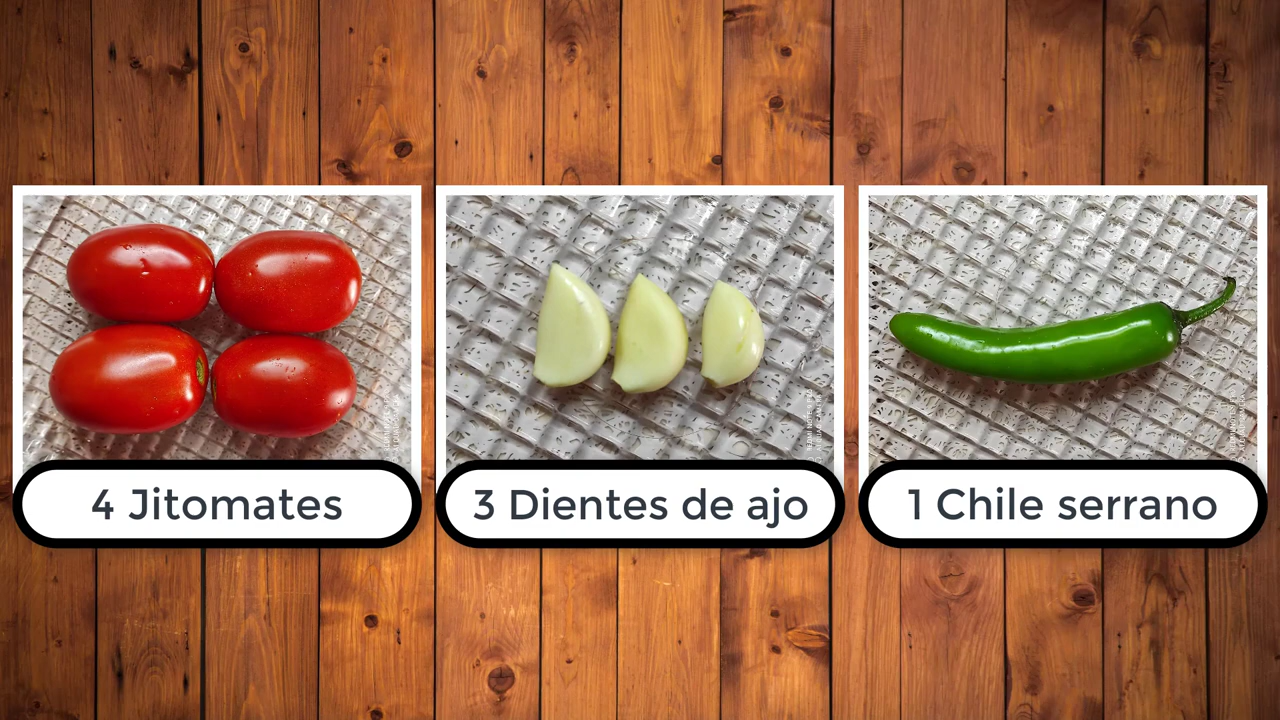 4 Jitomates
3 Dientes de ajo
1 Chile serrano